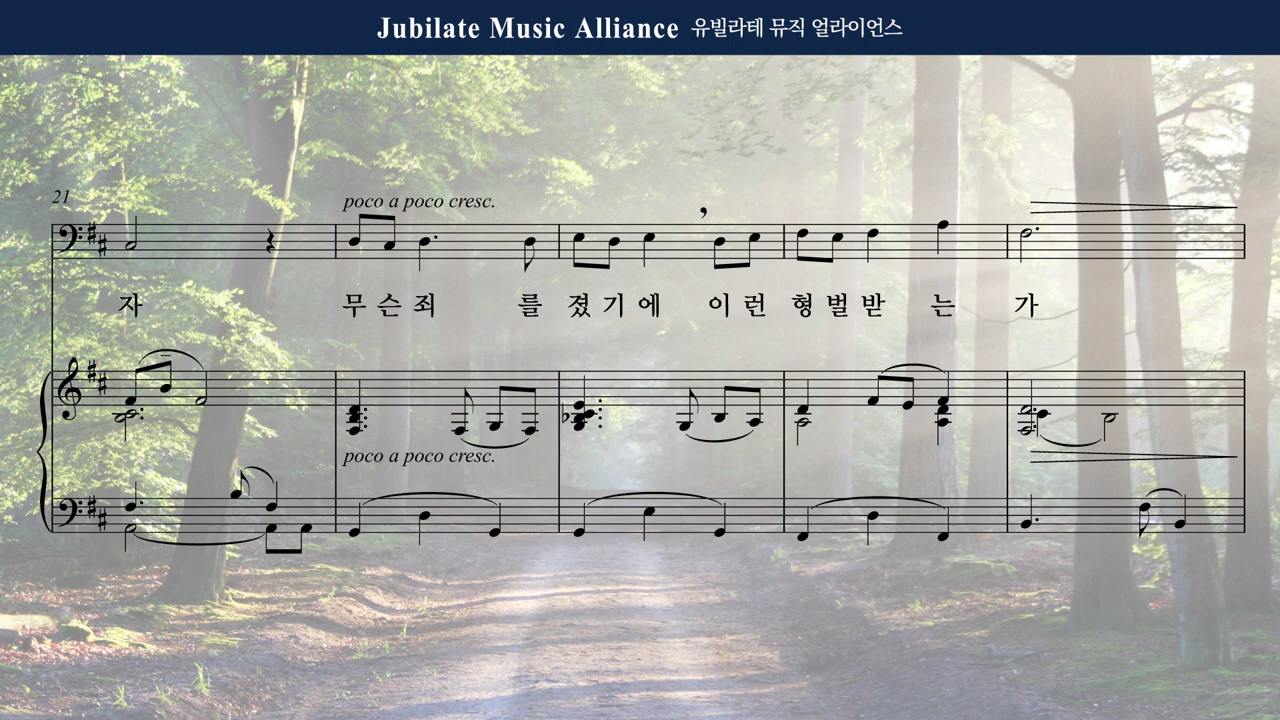 Jubilate Music Alliance 유빌라테 뮤직 얼라이언스
21
poco a poco cresc.
자 무 슨 죄 를 졌 기 에 이 런 형 벌 받 는 가
poco a poco cresc.